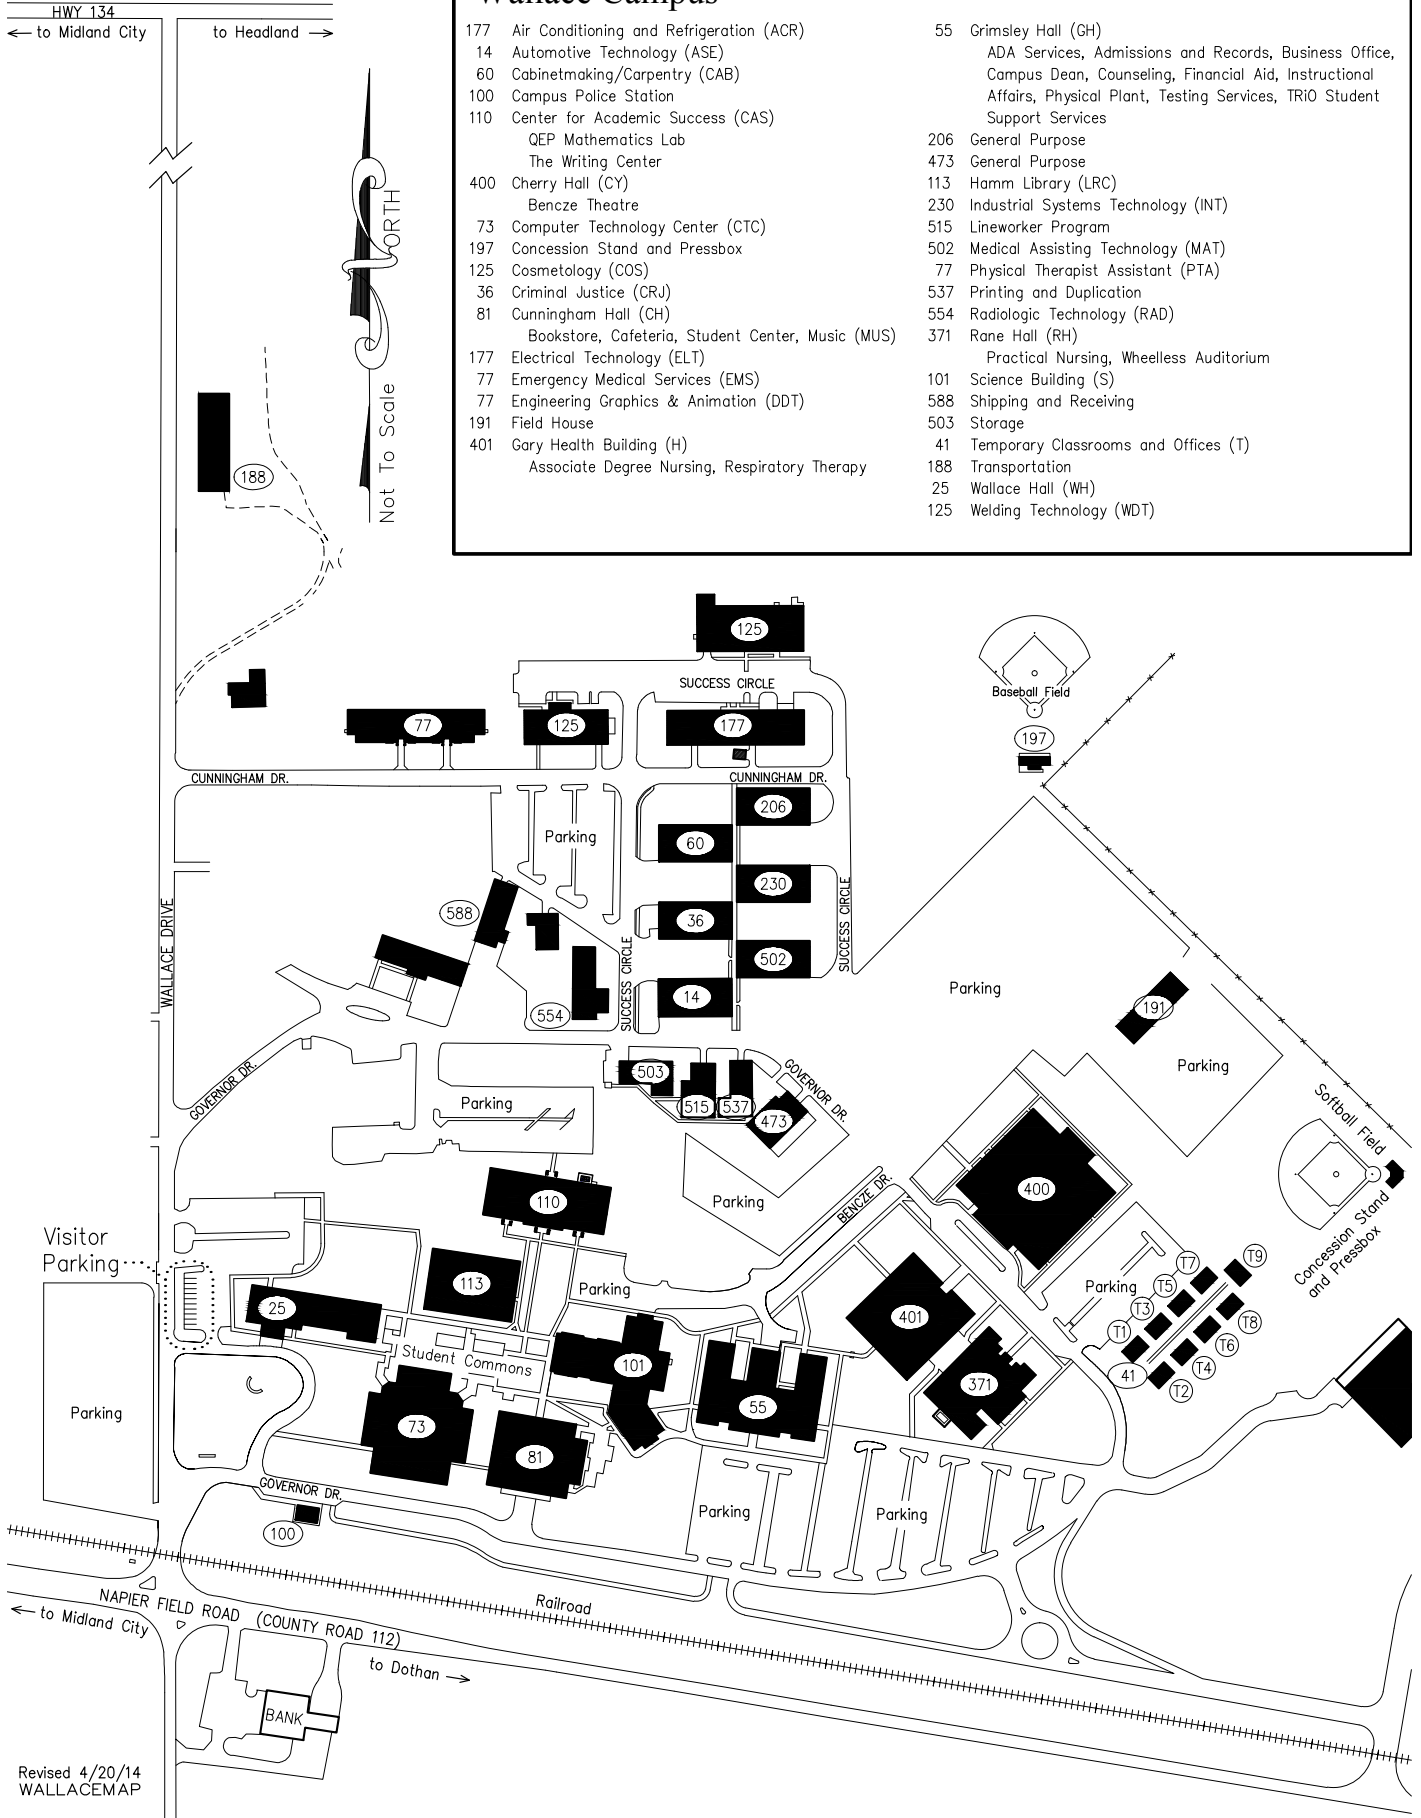 HWY 134
← to Midland City
to Headland →
Wallace Campus
177 Air Conditioning and Refrigeration (ACR)
14 Automotive Technology (ASE)
60 Cabinetmaking/Carpentry (CAB)
100 Campus Police Station
110 Center for Academic Success (CAS)
QEP Mathematics Lab
The Writing Center
400 Cherry Hall (CY)
Bencze Theatre
73 Computer Technology Center (CTC)
197 Concession Stand and Pressbox
125 Cosmetology (COS)
36 Criminal Justice (CRJ)
81 Cunningham Hall (CH)
Bookstore, Cafeteria, Student Center, Music (MUS)
177 Electrical Technology (ELT)
77 Emergency Medical Services (EMS)
77 Engineering Graphics & Animation (DDT)
191 Field House
401 Gary Health Building (H)
Associate Degree Nursing, Respiratory Therapy
55 Grimsley Hall (GH)
ADA Services, Admissions and Records, Business Office,
Campus Dean, Counseling, Financial Aid, Instructional
Affairs, Physical Plant, Testing Services, TRiO Student
Support Services
206 General Purpose
473 General Purpose
113 Hamm Library (LRC)
230 Industrial Systems Technology (INT)
515 Lineworker Program
502 Medical Assisting Technology (MAT)
77 Physical Therapist Assistant (PTA)
537 Printing and Duplication
554 Radiologic Technology (RAD)
371 Rane Hall (RH)
Practical Nursing, Wheelless Auditorium
101 Science Building (S)
588 Shipping and Receiving
503 Storage
41 Temporary Classrooms and Offices (T)
188 Transportation
25 Wallace Hall (WH)
125 Welding Technology (WDT)
NORTH
Not To Scale
188
125
SUCCESS CIRCLE
Baseball Field
77
125
177
197
CUNNINGHAM DR.
CUNNINGHAM DR.
206
Parking
60
230
SUCCESS CIRCLE
WALLACE DRIVE
588
36
502
SUCCESS CIRCLE
Parking
14
191
554
Parking
GOVERNOR DR.
503
GOVERNOR DR.
Parking
515
537
473
Softball Field
400
110
Parking
BENCZE DR.
Concession Stand
and Pressbox
Visitor
Parking
113
Parking
Parking
T7
T9
T5
T3
T1
T8
T6
T4
T2
41
25
401
Student Commons
101
371
Parking
73
55
81
GOVERNOR DR.
Parking
Parking
100
Railroad
NAPIER FIELD ROAD (COUNTY ROAD 112)
← to Midland City
to Dothan →
BANK
Revised 4/20/14
WALLACEMAP